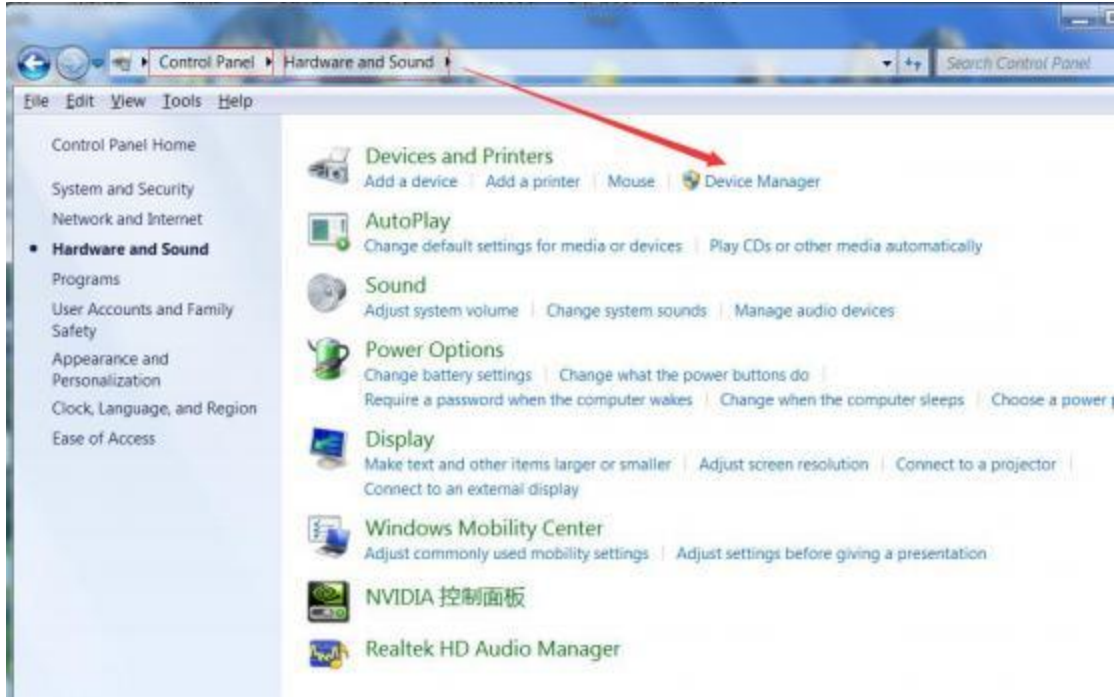 Control Panel Hardware and Sound Search Control Panel
File Edit View Tools Help
Control Panel Home
System and Security
Network and Internet
Hardware and Sound
Programs
User Accounts and Family
Safety
Appearance and
Personalization
Clock, Language, and Region
Ease of Access
Devices and Printers
Add a device Add a printer Mouse Device Manager
AutoPlay
Change default settings for media or devices Play CDs or other media automatically
Sound
Adjust system volume Change system sounds Manage audio devices
Power Options
Change battery settings Change what the power buttons do
Require a password when the computer wakes Change when the computer sleeps Choose a power
Display
Make text and other items larger or smaller Adjust screen resolution Connect to a projector
Connect to an external display
Windows Mobility Center
Adjust commonly used mobility settings Adjust settings before giving a presentation
NVIDIA 控制面板
Realtek HD Audio Manager